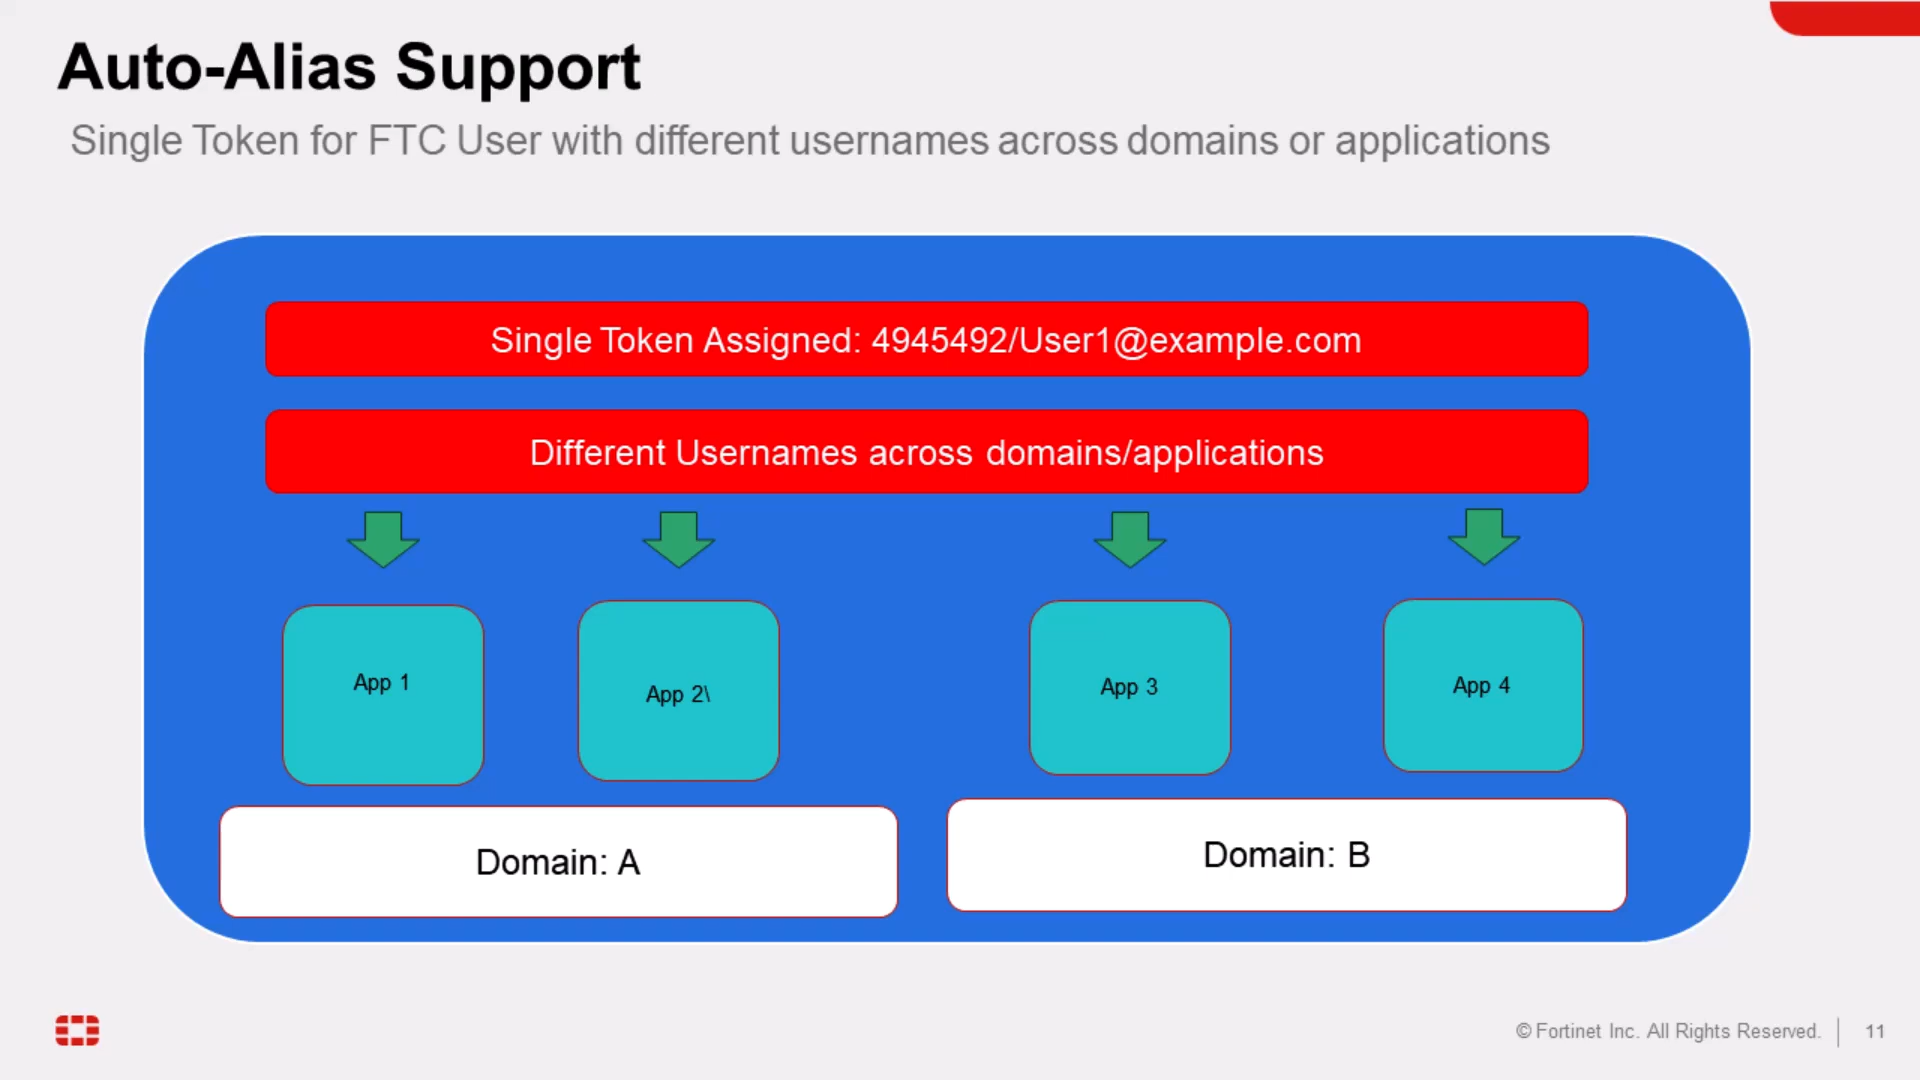 Auto-Alias Support
Single Token for FTC User with different usernames across domains or applications
Single Token Assigned: 4945492/User1@example.com
Different Usernames across domains/applications
App 1
App 2\
App 3
App 4
Domain: A
Domain: B
© Fortinet Inc. All Rights Reserved.
11